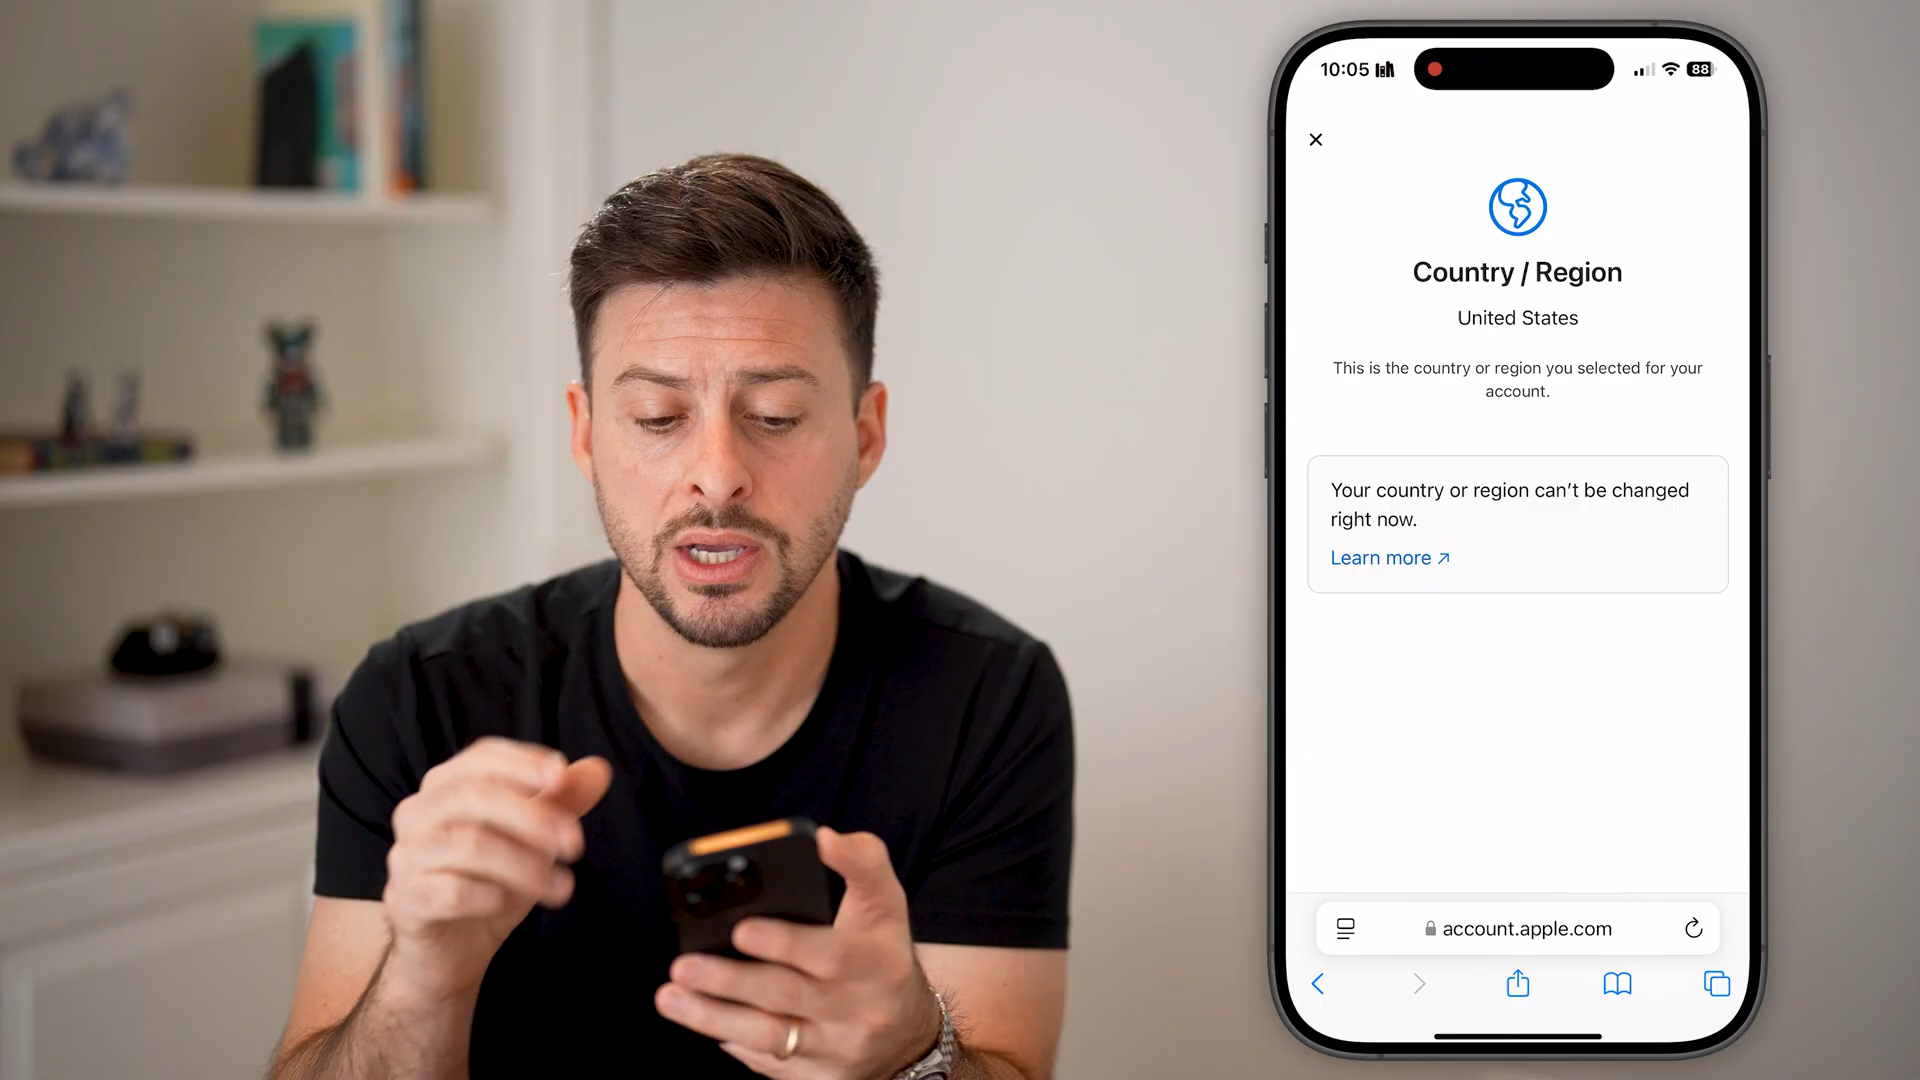 10:05
88
Country / Region
United States
This is the country or region you selected for your
account.
Your country or region can't be changed
right now.
Learn more ↗
account.apple.com